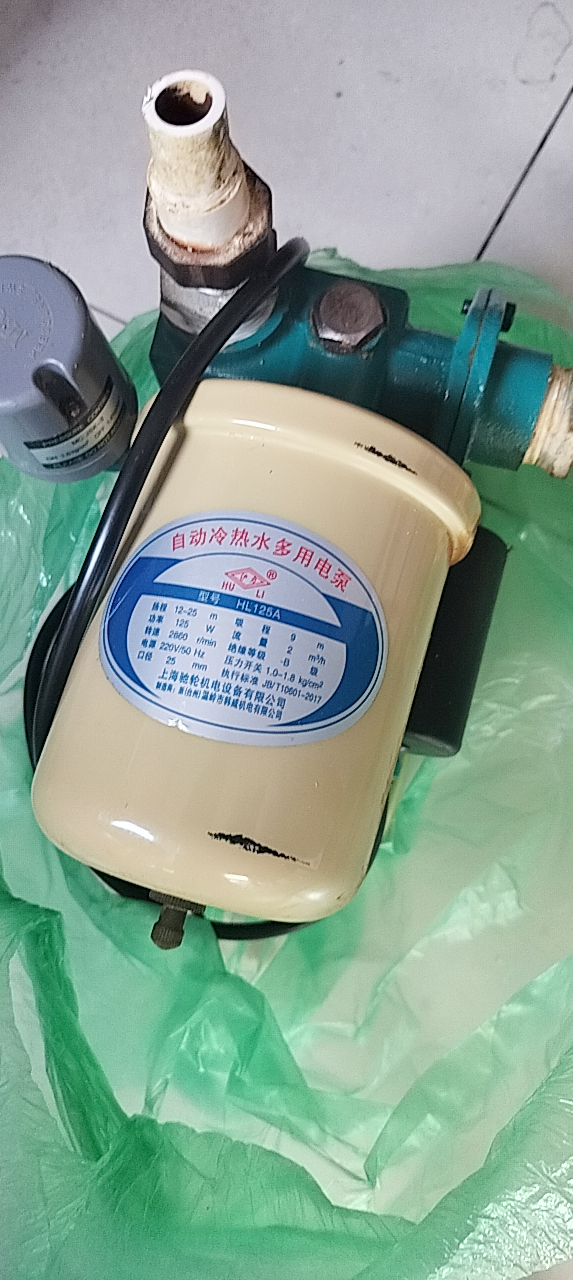 自动冷热水多用电泵
®
HU LI
型号 HL125A
扬程 12-25 m 吸程 9 m
功率 125 W 流量 2 m³/h
转速 2860 r/min 绝缘等级 B 级
电源 220V/50 Hz 压力开关 1.0-1.8 kg/cm²
口径 25 mm 执行标准 JB/T10601-2017
上海驰轮机电设备有限公司
PRESSURE